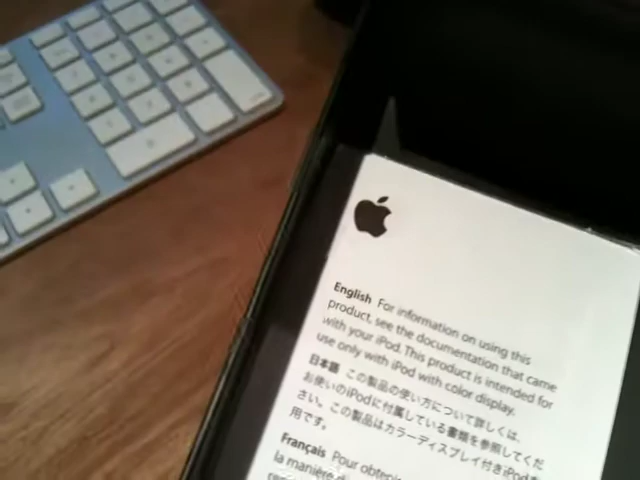 English For information on using this
product, see the documentation that came
with your iPod. This product is intended for
use only with iPod with color display.
日本語 この製品の使い方について詳しくは、
お使いのiPodに付属している書類を参照してくだ
さい。この製品はカラーディスプレイ付きiPod
用です。
Français Pour obtenir
la manière